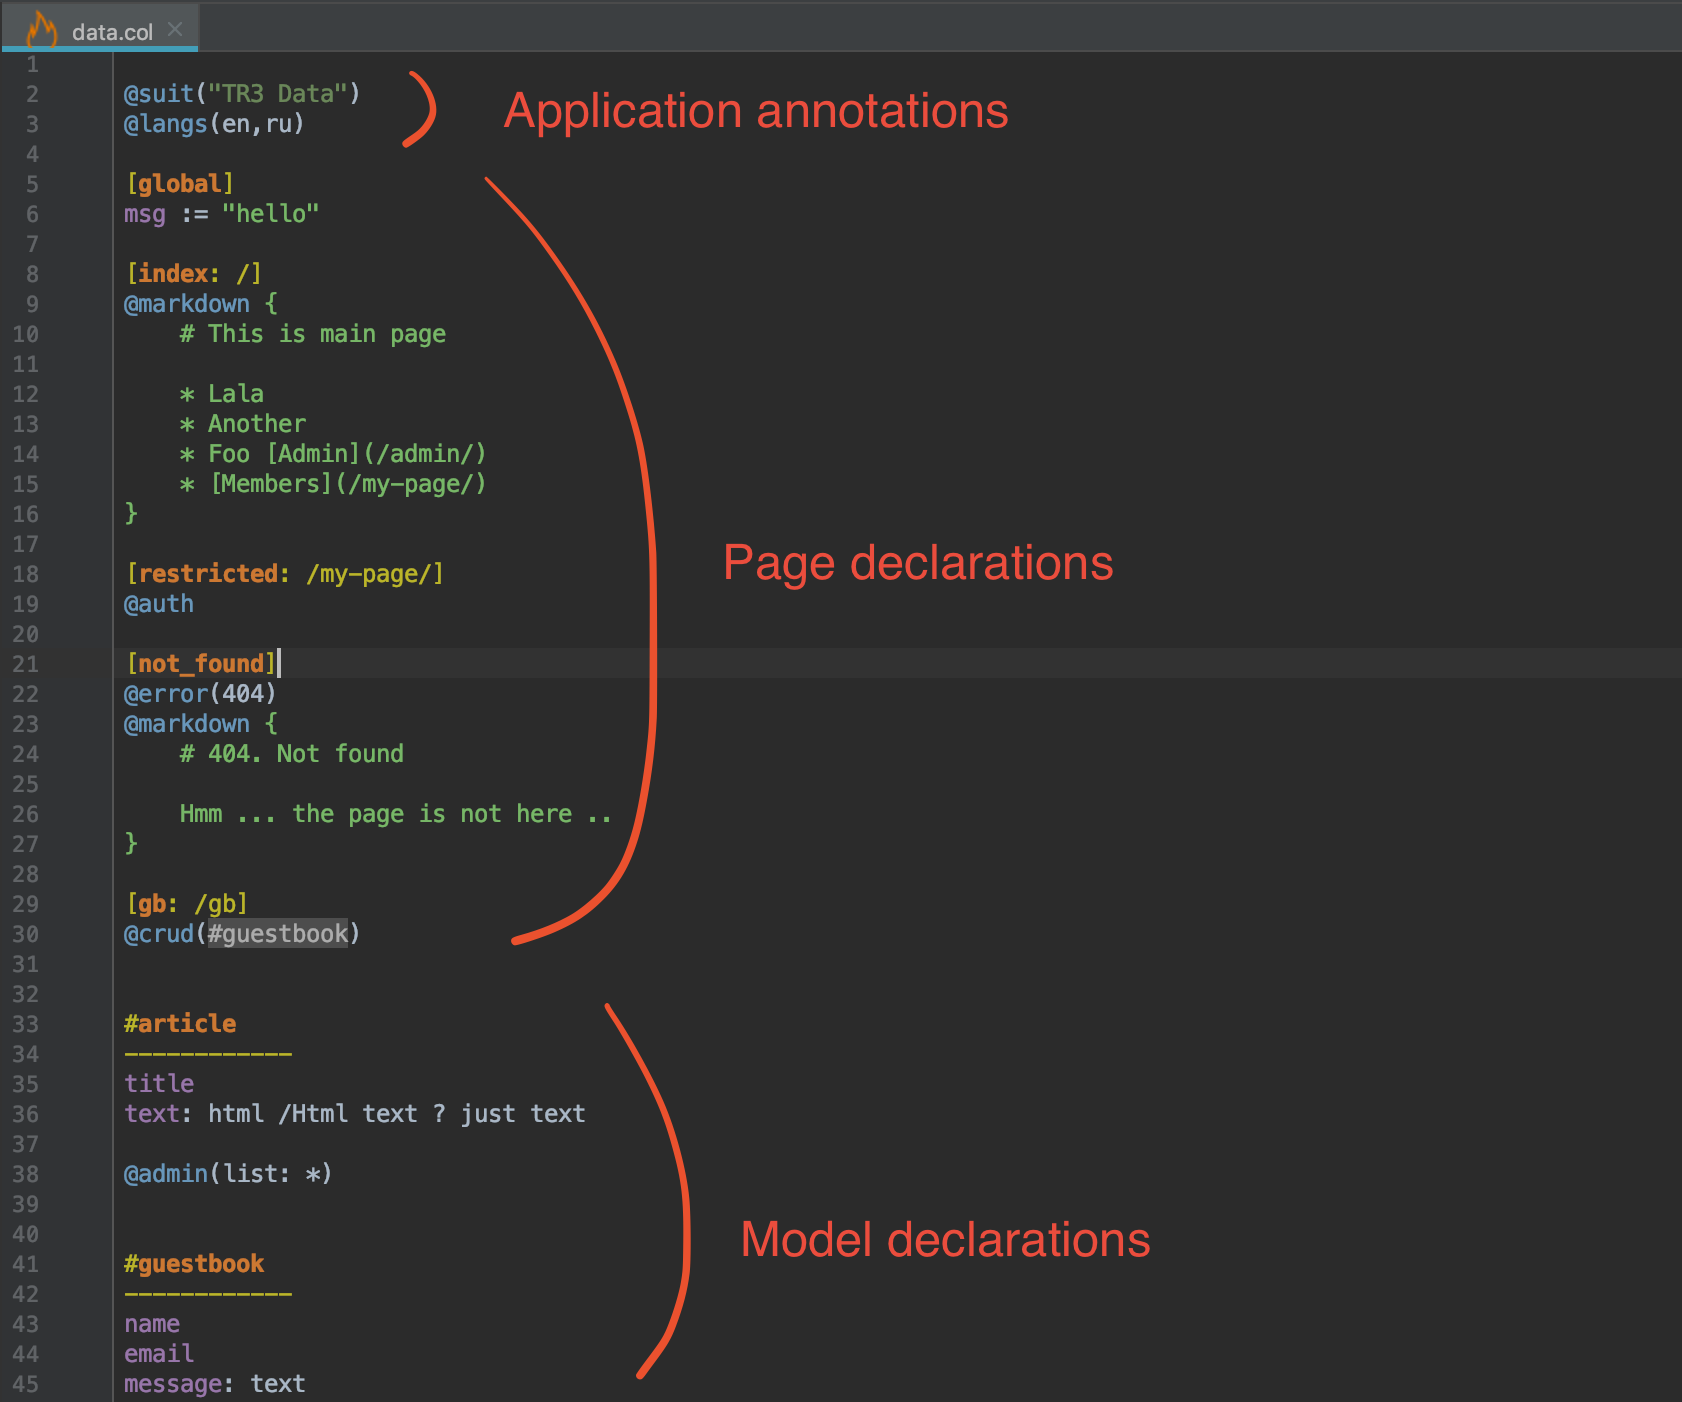 data.col
1
2 @suit("TR3 Data")
3 @langs(en,ru)
Application annotations
4
5 [global]
6 msg := "hello"
7
8 [index: /]
9 @markdown {
10     # This is main page
11
12     * Lala
13     * Another
14     * Foo [Admin](/admin/)
15     * [Members](/my-page/)
16 }
17
Page declarations
18 [restricted: /my-page/]
19 @auth
20
21 [not_found]
22 @error(404)
23 @markdown {
24     # 404. Not found
25
26     Hmm ... the page is not here ..
27 }
28
29 [gb: /gb]
30 @crud(#guestbook)
31
32
33 #article
34 ------------
35 title
36 text: html /Html text ? just text
37
38 @admin(list: *)
39
40
Model declarations
41 #guestbook
42 ------------
43 name
44 email
45 message: text